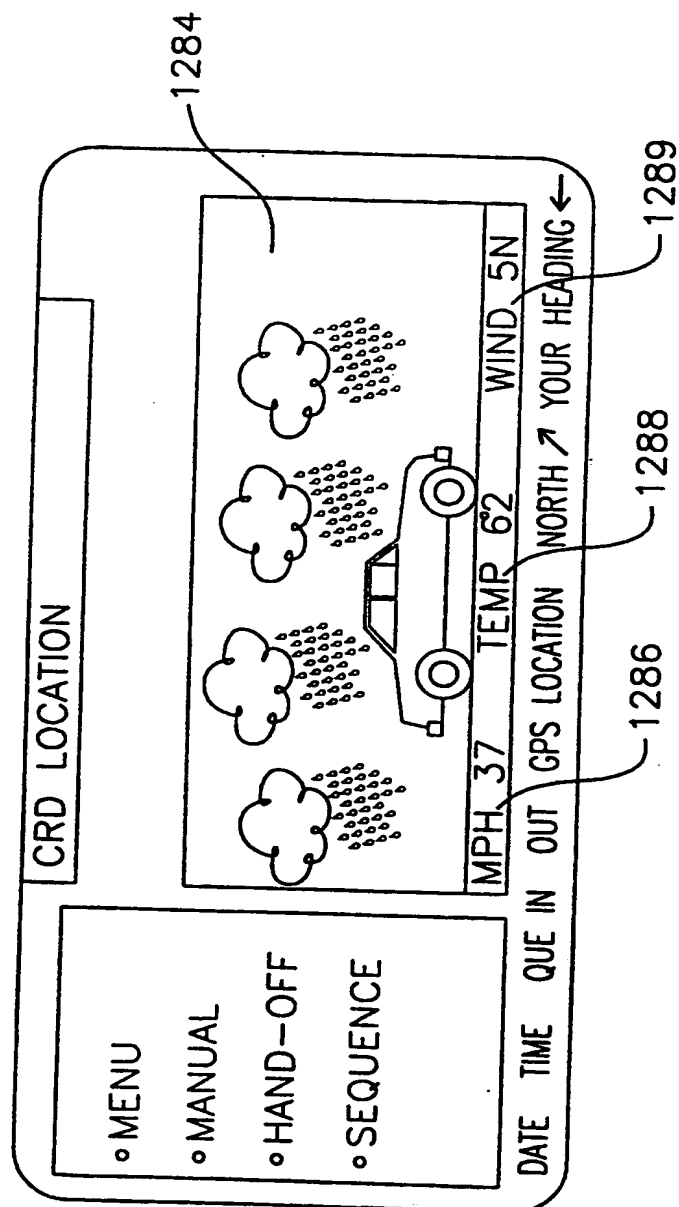 CRD LOCATION
1284
∘MENU
∘MANUAL
∘HAND-OFF
∘SEQUENCE
MPH 37 TEMP 62° WIND 5N
DATE TIME QUE IN OUT GPS LOCATION NORTH ↗ YOUR HEADING ←
1286
1288
1289